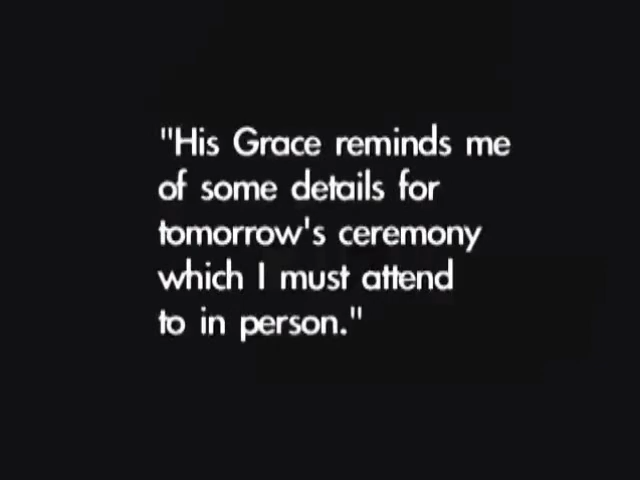 "His Grace reminds me
of some details for
tomorrow's ceremony
which I must attend
to in person."